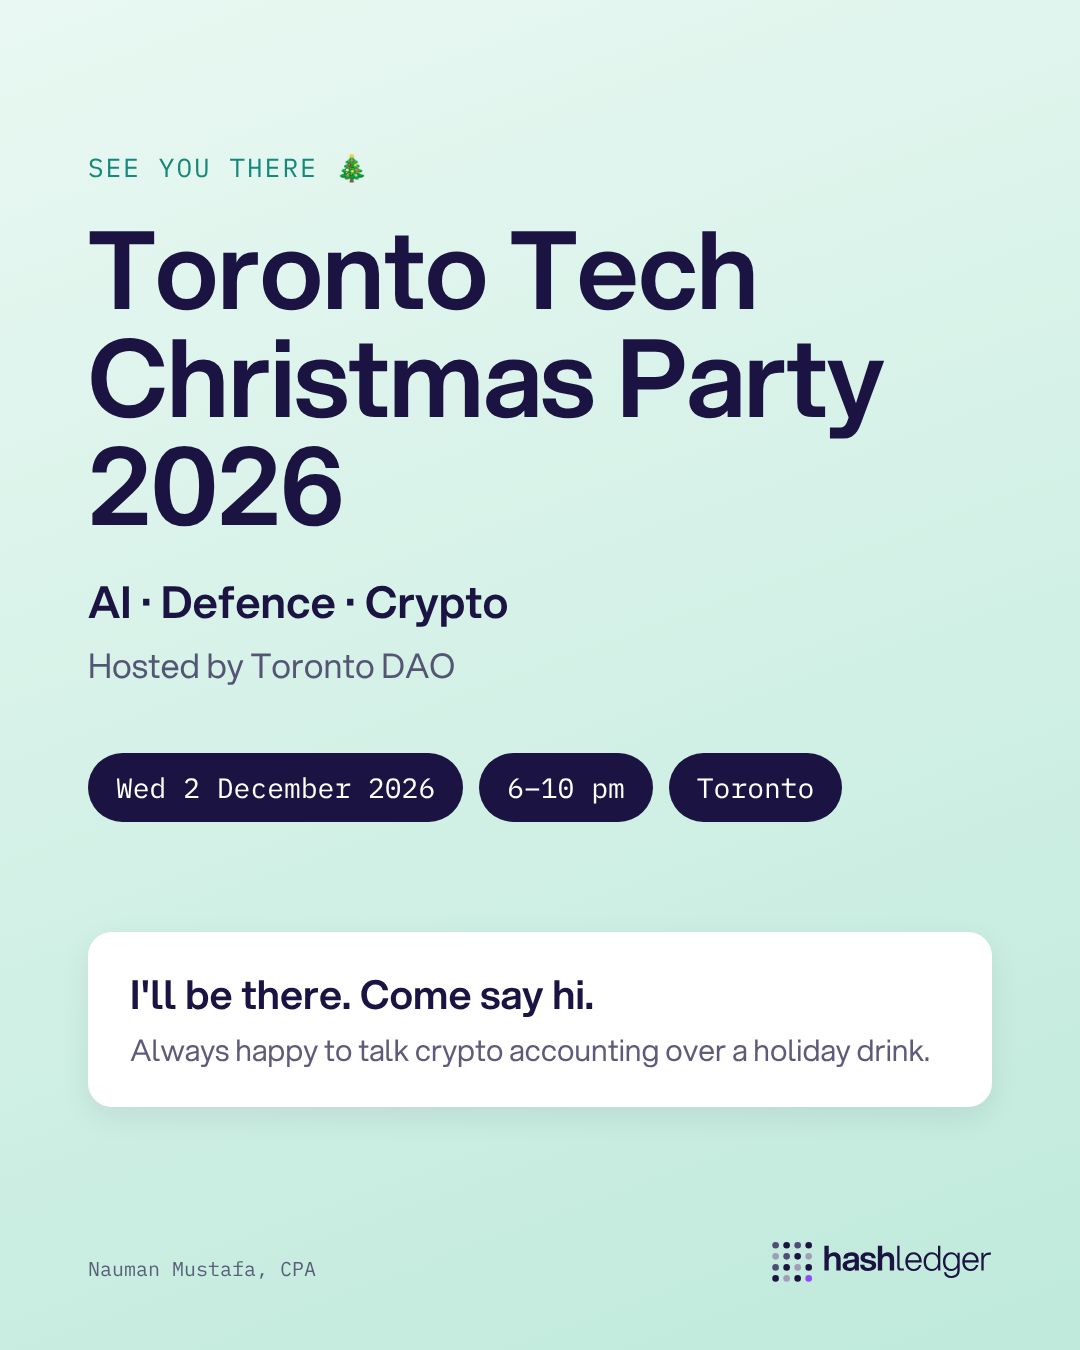 SEE YOU THERE 🎄
Toronto Tech
Christmas Party
2026
AI · Defence · Crypto
Hosted by Toronto DAO
Wed 2 December 2026
6–10 pm
Toronto
I'll be there. Come say hi.
Always happy to talk crypto accounting over a holiday drink.
Nauman Mustafa, CPA
hashledger